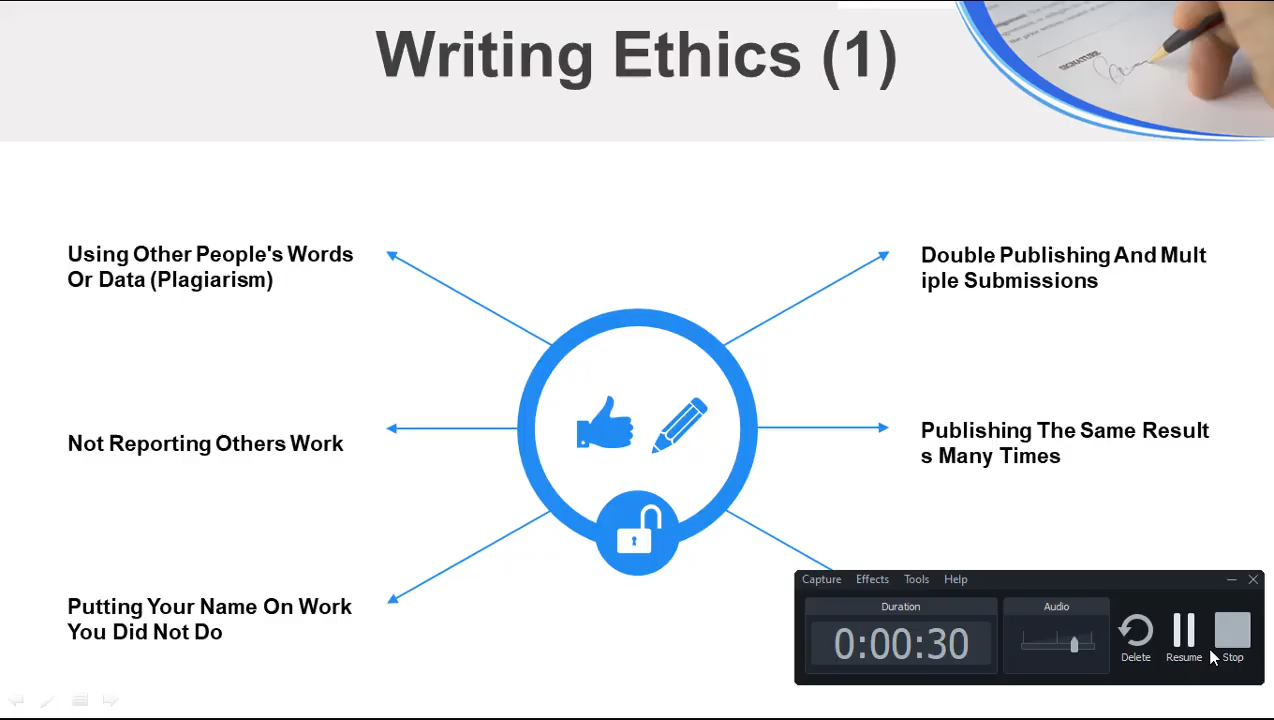 Writing Ethics (1)
SIGNATURE
Using Other People's Words
Or Data (Plagiarism)
Double Publishing And Mult
iple Submissions
Not Reporting Others Work
Publishing The Same Result
s Many Times
Putting Your Name On Work
You Did Not Do
Capture Effects Tools Help
Duration
Audio
0:00:30
Delete Resume Stop